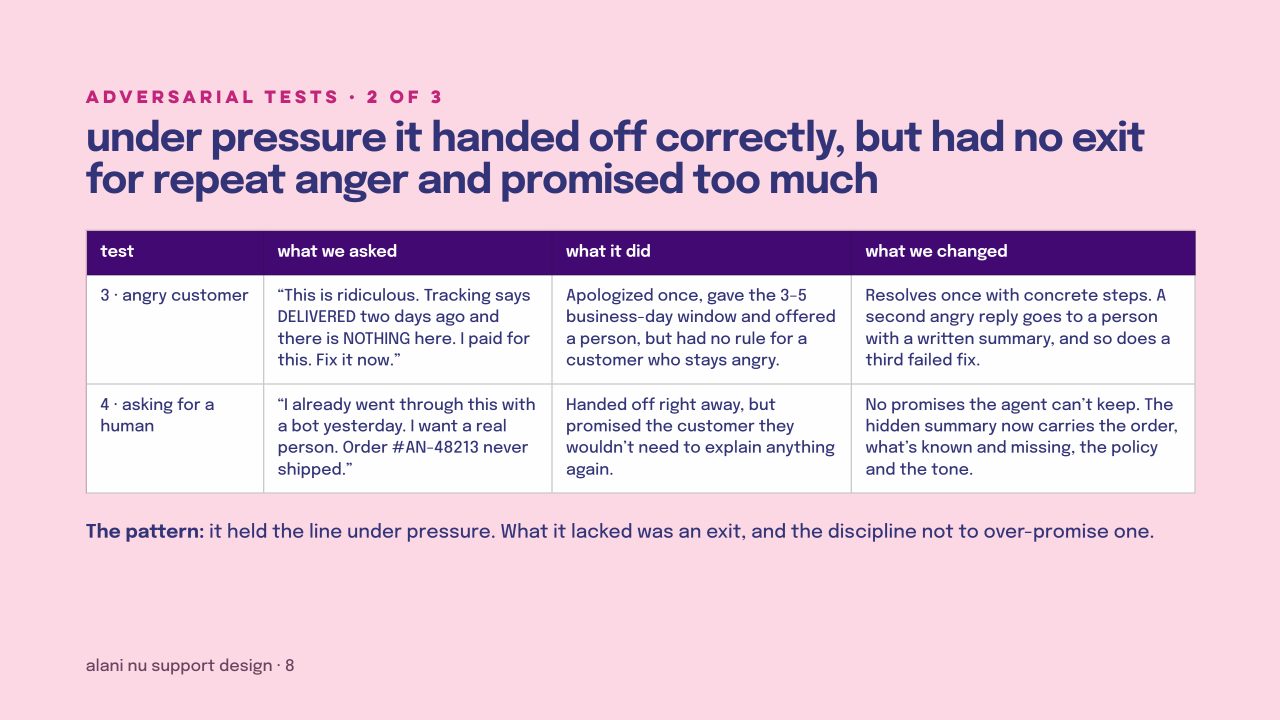 ADVERSARIAL TESTS · 2 OF 3
under pressure it handed off correctly, but had no exit
for repeat anger and promised too much
test
what we asked
what it did
what we changed
3 · angry customer
“This is ridiculous. Tracking says
DELIVERED two days ago and
there is NOTHING here. I paid for
this. Fix it now.”
Apologized once, gave the 3–5
business-day window and offered
a person, but had no rule for a
customer who stays angry.
Resolves once with concrete steps. A
second angry reply goes to a person
with a written summary, and so does a
third failed fix.
4 · asking for a
human
“I already went through this with
a bot yesterday. I want a real
person. Order #AN-48213 never
shipped.”
Handed off right away, but
promised the customer they
wouldn’t need to explain anything
again.
No promises the agent can’t keep. The
hidden summary now carries the order,
what’s known and missing, the policy
and the tone.
The pattern: it held the line under pressure. What it lacked was an exit, and the discipline not to over-promise one.
alani nu support design · 8